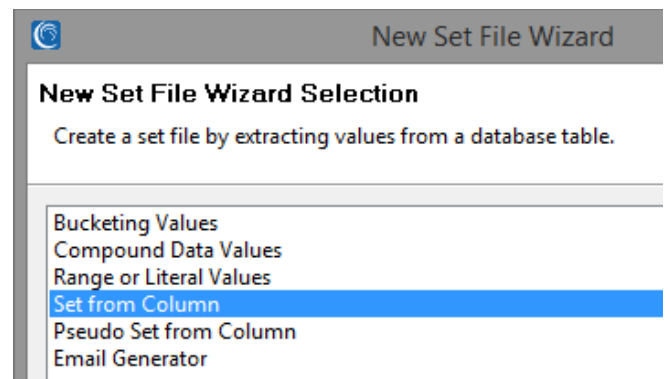 New Set File Wizard
New Set File Wizard Selection
Create a set file by extracting values from a database table.
Bucketing Values
Compound Data Values
Range or Literal Values
Set from Column
Pseudo Set from Column
Email Generator